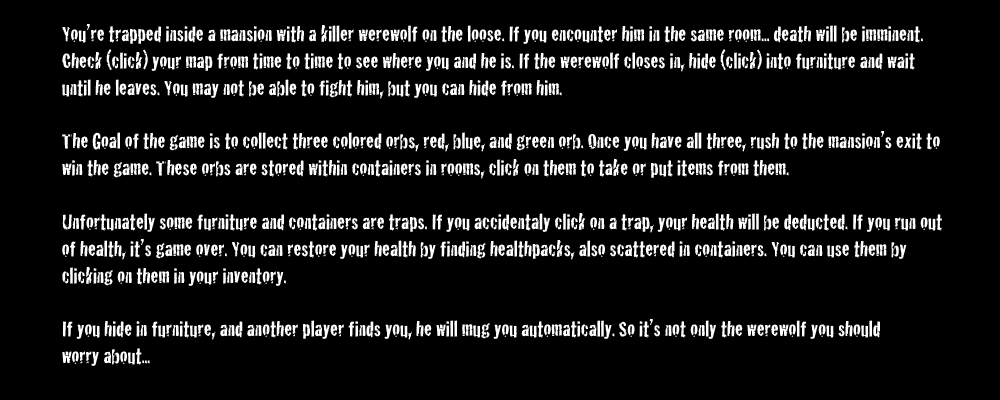 You're trapped inside a mansion with a killer werewolf on the loose. If you encounter him in the same room... death will be imminent.
Check (click) your map from time to time to see where you and he is. If the werewolf closes in, hide (click) into furniture and wait
until he leaves. You may not be able to fight him, but you can hide from him.
The Goal of the game is to collect three colored orbs, red, blue, and green orb. Once you have all three, rush to the mansion's exit to
win the game. These orbs are stored within containers in rooms, click on them to take or put items from them.
Unfortunately some furniture and containers are traps. If you accidentaly click on a trap, your health will be deducted. If you run out
of health, it's game over. You can restore your health by finding healthpacks, also scattered in containers. You can use them by
clicking on them in your inventory.
If you hide in furniture, and another player finds you, he will mug you automatically. So it's not only the werewolf you should
worry about...